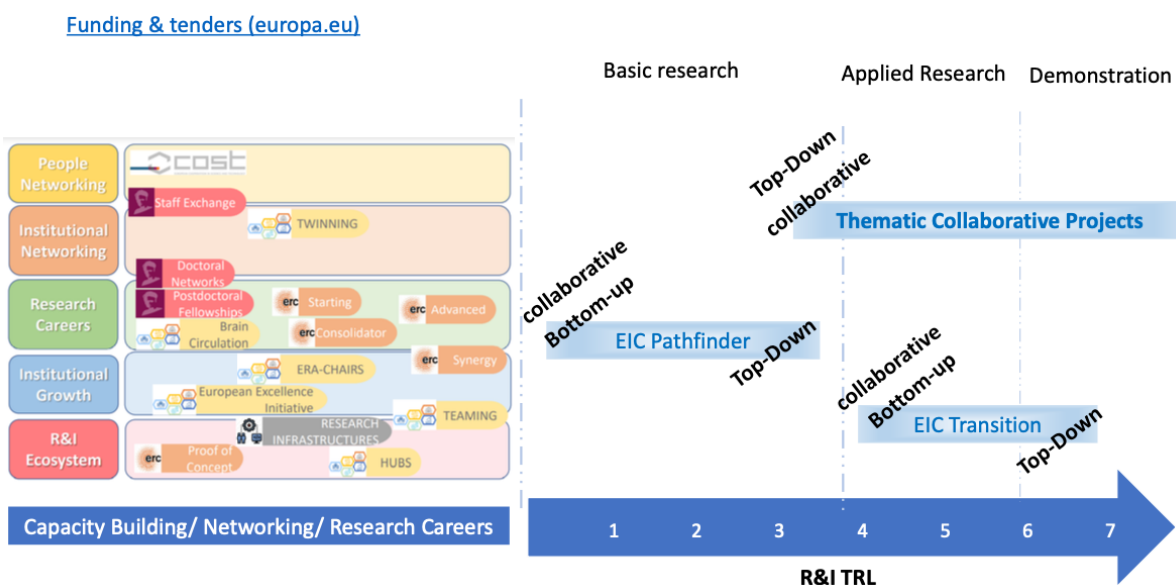 Funding & tenders (europa.eu)
Basic research
Applied Research
Demonstration
People
Networking
cost
Staff Exchange
Institutional
Networking
TWINNING
Doctoral
Networks
Research
Careers
Postdoctoral
Fellowships
erc Starting
erc Advanced
Brain
Circulation
erc Consolidator
Institutional
Growth
erc Synergy
ERA-CHAIRS
European Excellence
Initiative
TEAMING
R&I
Ecosystem
RESEARCH
INFRASTRUCTURES
erc Proof of
Concept
HUBS
Capacity Building/ Networking/ Research Careers
Top-Down
collaborative
Thematic Collaborative Projects
collaborative
Bottom-up
EIC Pathfinder
Top-Down
collaborative
Bottom-up
EIC Transition
Top-Down
1 2 3 4 5 6 7
R&I TRL